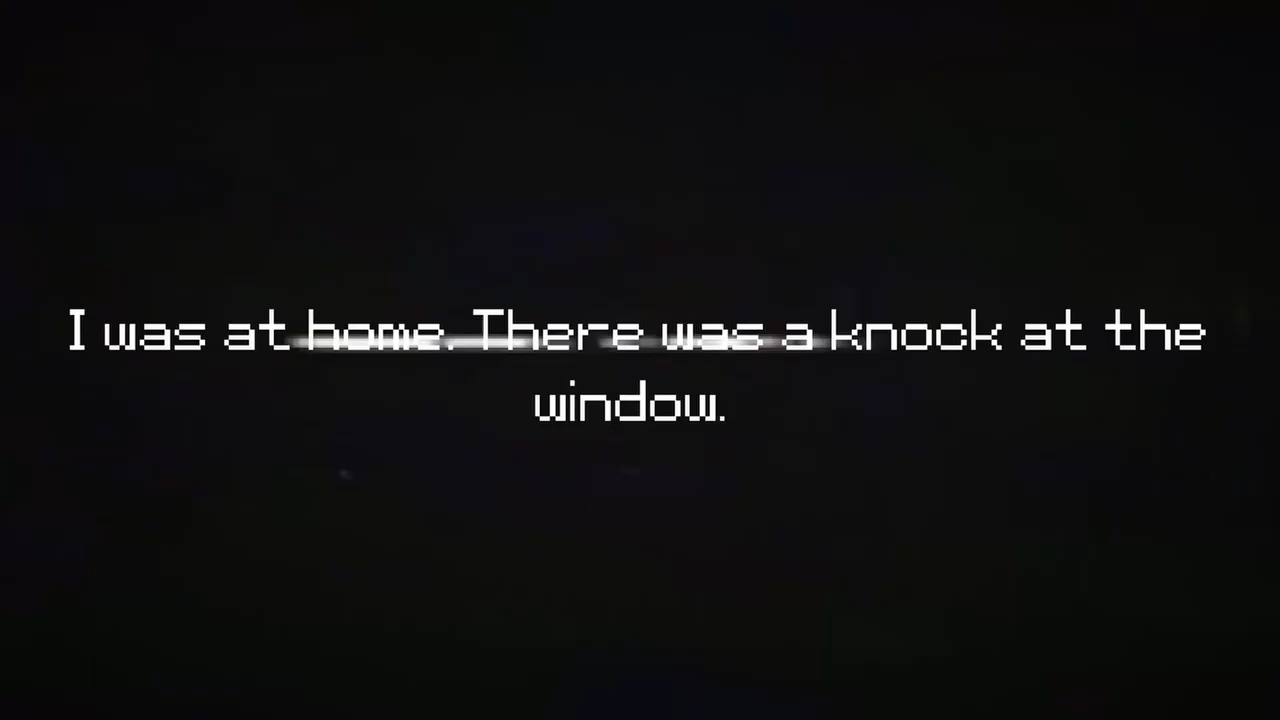 I was at home. There was a knock at the
window.